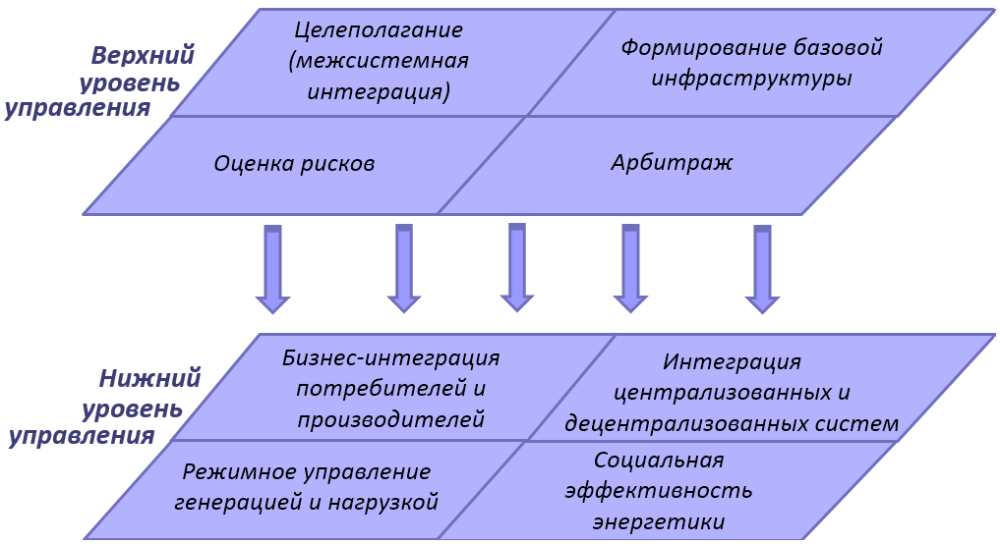 Верхний
уровень
управления
Целеполагание
(межсистемная
интеграция)
Формирование базовой
инфраструктуры
Оценка рисков
Арбитраж
Нижний
уровень
управления
Бизнес-интеграция
потребителей и
производителей
Интеграция
централизованных и
децентрализованных систем
Режимное управление
генерацией и нагрузкой
Социальная
эффективность
энергетики